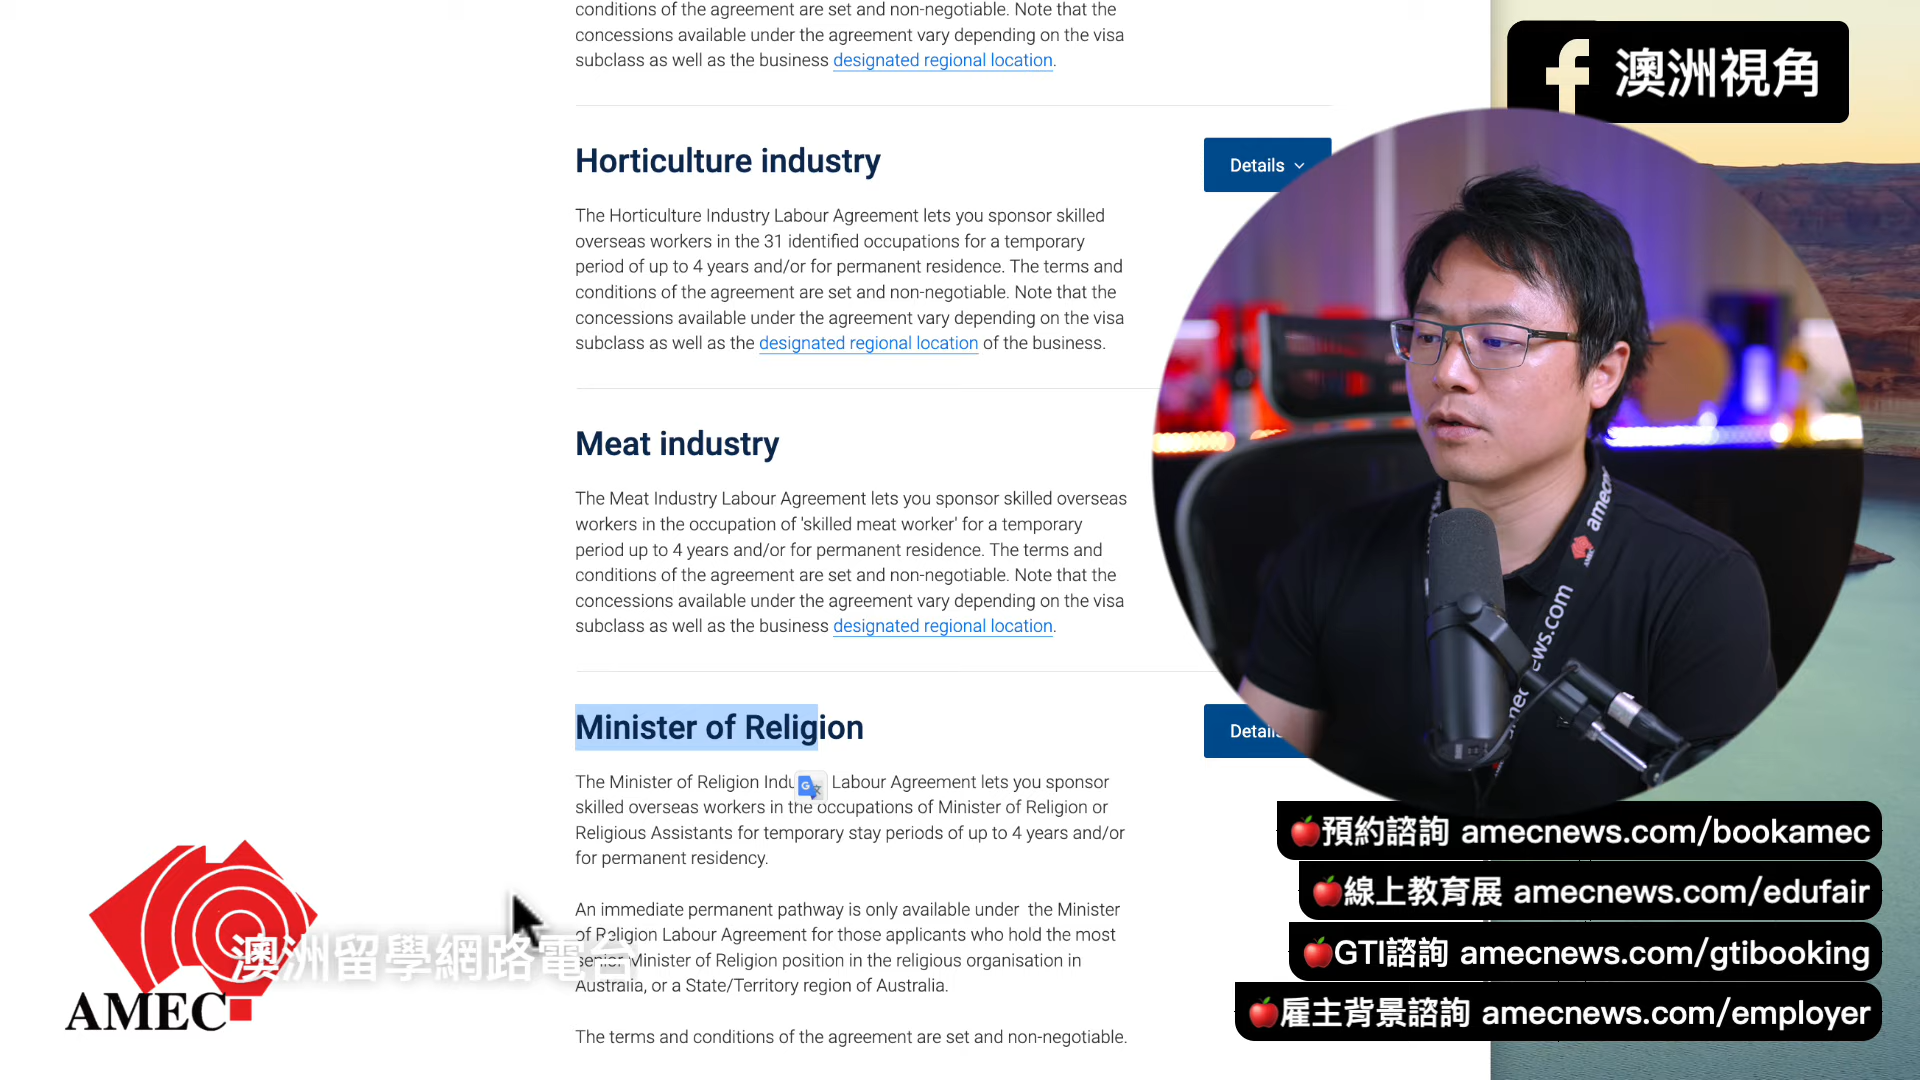 conditions of the agreement are set and non-negotiable. Note that the
concessions available under the agreement vary depending on the visa
subclass as well as the business designated regional location.
Horticulture industry
Details
The Horticulture Industry Labour Agreement lets you sponsor skilled
overseas workers in the 31 identified occupations for a temporary
period of up to 4 years and/or for permanent residence. The terms and
conditions of the agreement are set and non-negotiable. Note that the
concessions available under the agreement vary depending on the visa
subclass as well as the designated regional location of the business.
Meat industry
The Meat Industry Labour Agreement lets you sponsor skilled overseas
workers in the occupation of 'skilled meat worker' for a temporary
period up to 4 years and/or for permanent residence. The terms and
conditions of the agreement are set and non-negotiable. Note that the
concessions available under the agreement vary depending on the visa
subclass as well as the business designated regional location.
Minister of Religion
The Minister of Religion Labour Agreement lets you sponsor
skilled overseas workers in the occupations of Minister of Religion or
Religious Assistants for temporary stay periods of up to 4 years and/or
for permanent residency.
An immediate permanent pathway is only available under the Minister
of Religion Labour Agreement for those applicants who hold the most
senior Minister of Religion position in the religious organisation in
Australia, or a State/Territory region of Australia.
The terms and conditions of the agreement are set and non-negotiable.
f 澳洲視角
amecn
AMEC
ews.com
🍎預約諮詢 amecnews.com/bookamec
🍎線上教育展 amecnews.com/edufair
🍎GTI諮詢 amecnews.com/gtibooking
🍎雇主背景諮詢 amecnews.com/employer
澳洲留學網路電台
AMEC